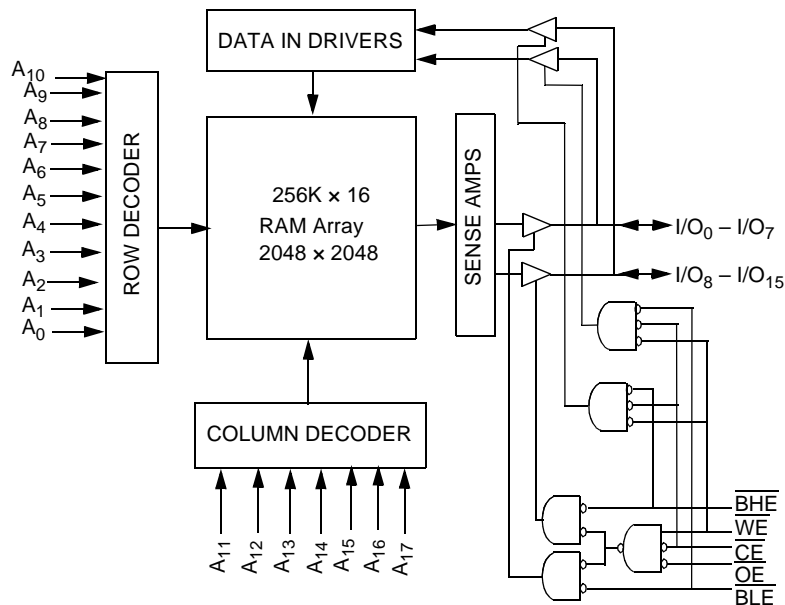 DATA IN DRIVERS
A10
A9
A8
A7
A6
A5
A4
A3
A2
A1
A0
ROW DECODER
256K × 16
RAM Array
2048 × 2048
SENSE AMPS
I/O0 – I/O7
I/O8 – I/O15
COLUMN DECODER
A11
A12
A13
A14
A15
A16
A17
BHE
WE
CE
OE
BLE